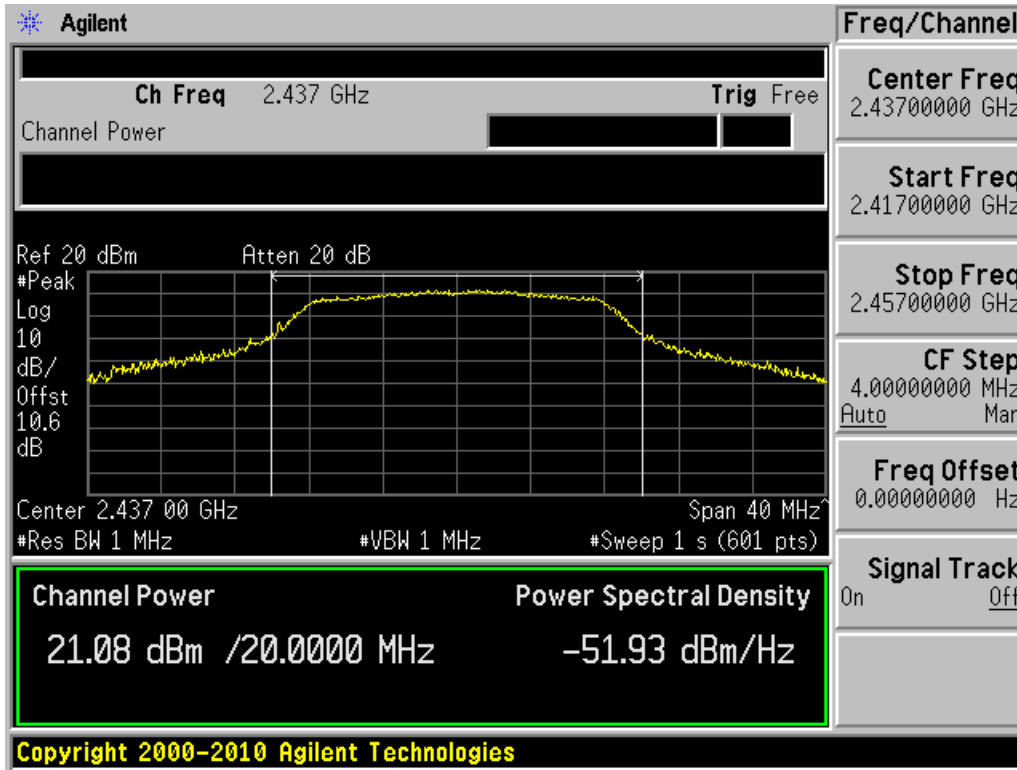 Agilent
Freq/Channel
Ch Freq 2.437 GHz Trig Free
Channel Power
Center Freq
2.43700000 GHz
Start Freq
2.41700000 GHz
Stop Freq
2.45700000 GHz
CF Step
4.00000000 MHz
Auto Man
Freq Offset
0.00000000 Hz
Signal Track
On Off
Ref 20 dBm Atten 20 dB
#Peak
Log
10
dB/
Offst
10.6
dB
Center 2.437 00 GHz Span 40 MHz^
#Res BW 1 MHz #VBW 1 MHz #Sweep 1 s (601 pts)
Channel Power Power Spectral Density
21.08 dBm /20.0000 MHz -51.93 dBm/Hz
Copyright 2000-2010 Agilent Technologies